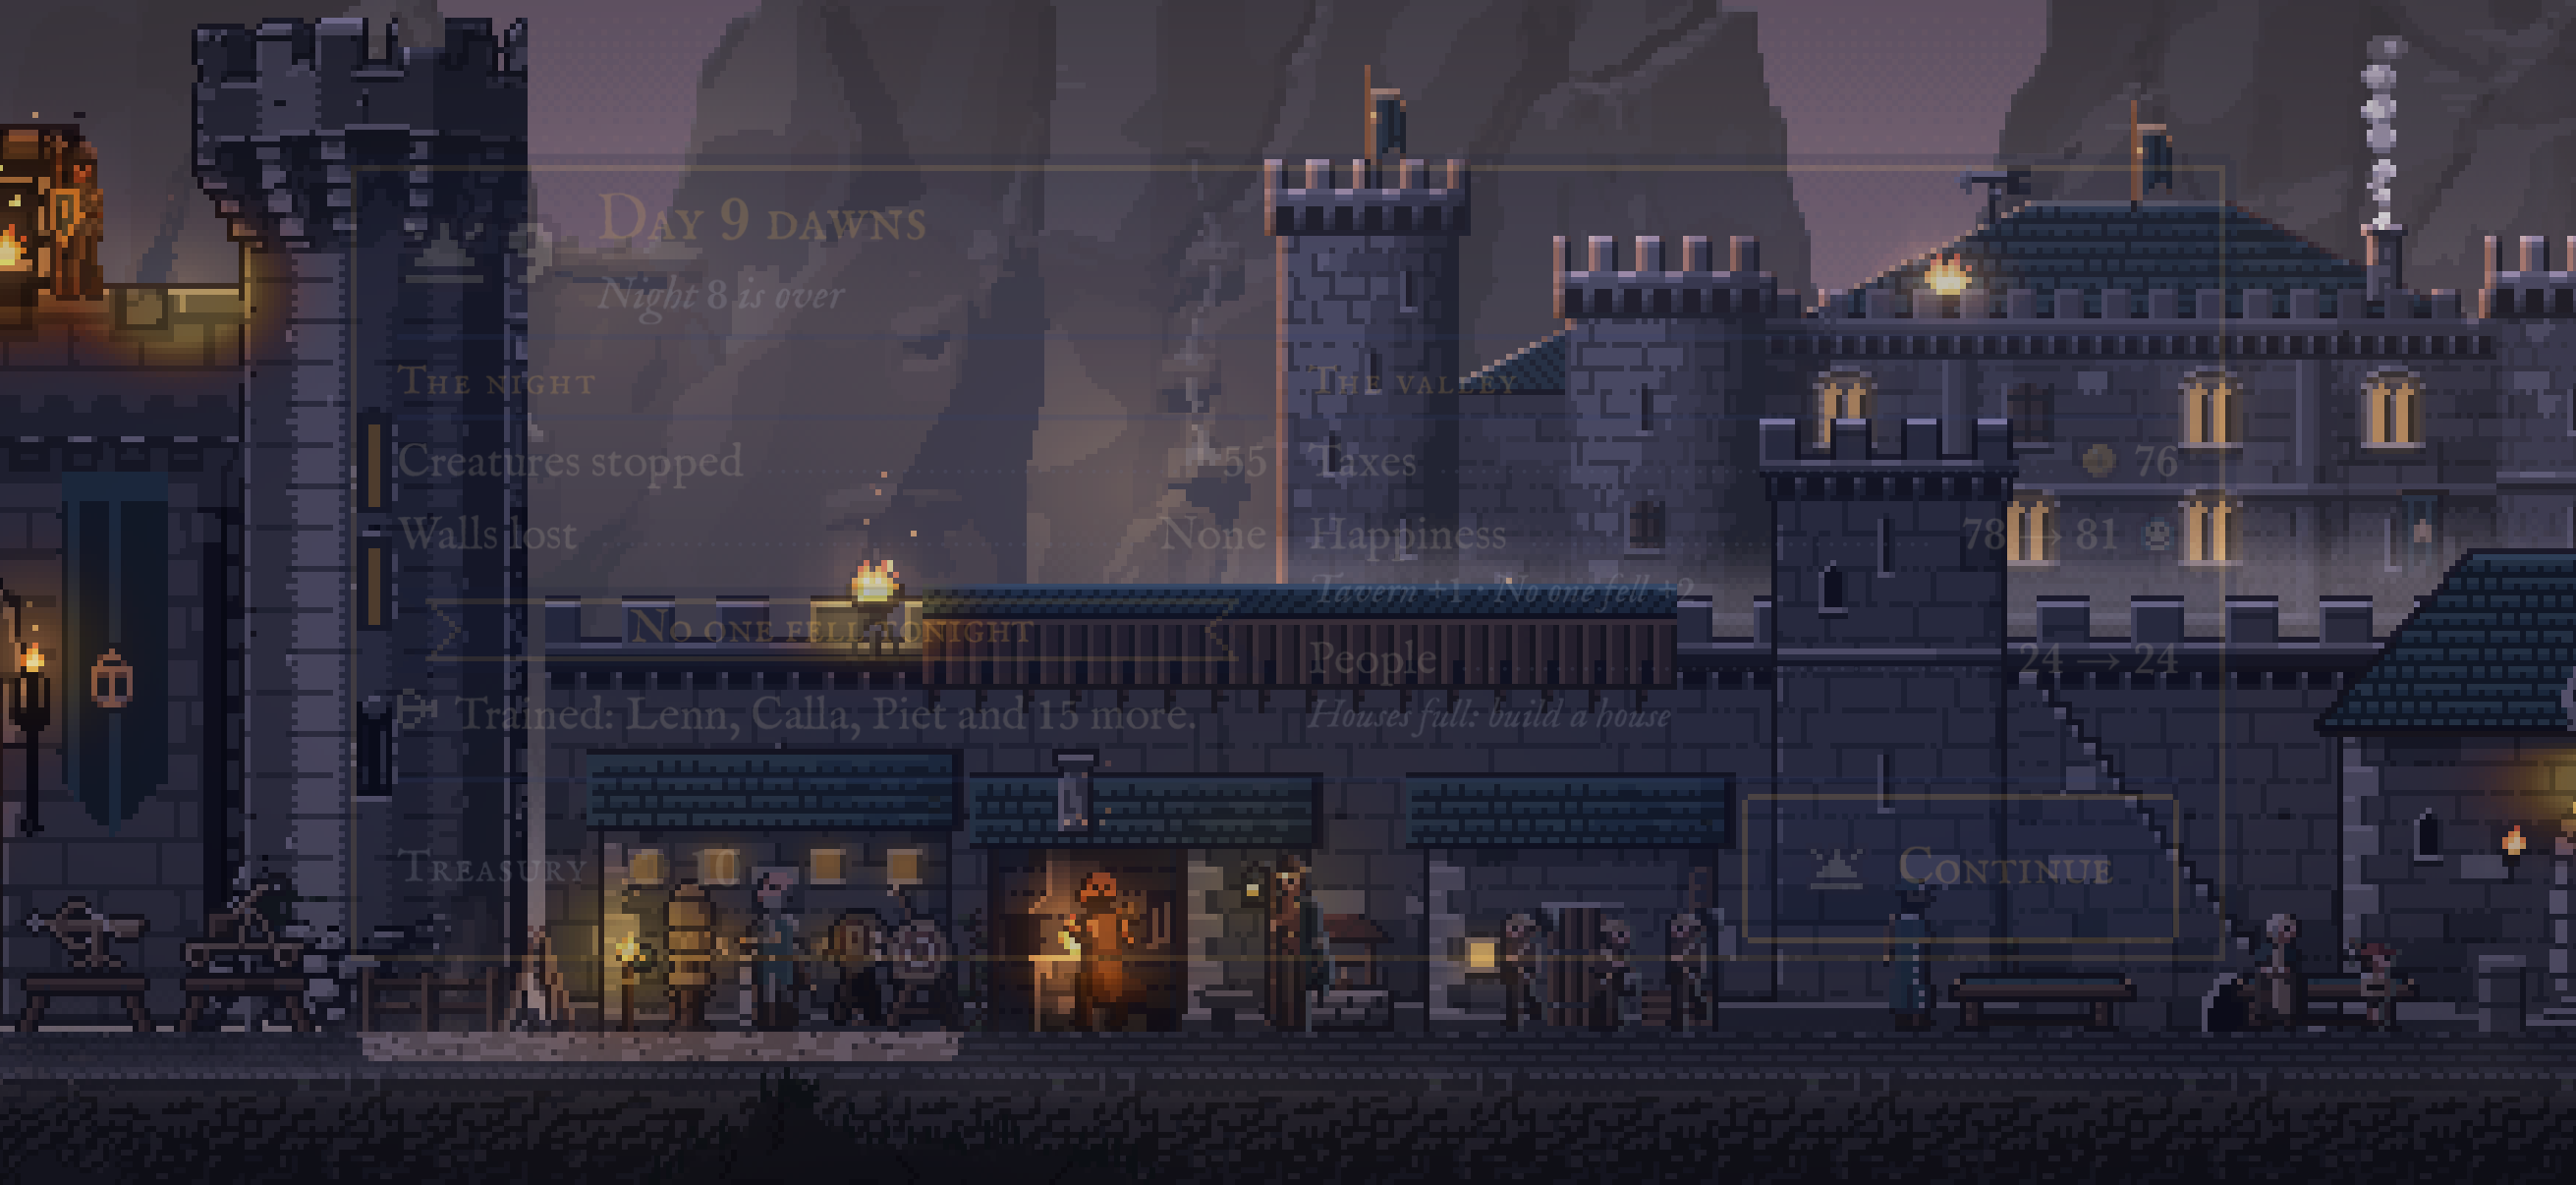 Day 9 dawns
Night 8 is over
The night
Creatures stopped 55
Walls lost None
No one fell tonight
Trained: Lenn, Calla, Piet and 15 more.
The valley
Taxes 76
Happiness 78 → 81
Tavern +1 · No one fell +2
People 24 → 24
Houses full: build a house
Treasury 10
Continue